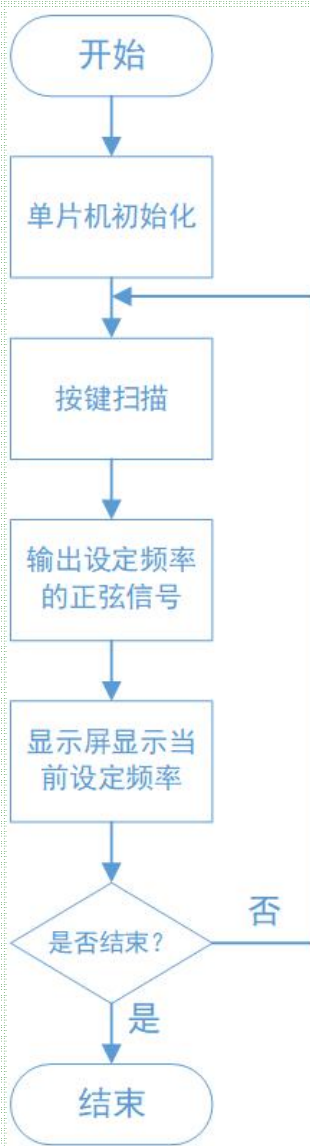 开始
单片机初始化
按键扫描
输出设定频率
的正弦信号
显示屏显示当
前设定频率
是否结束?
否
是
结束